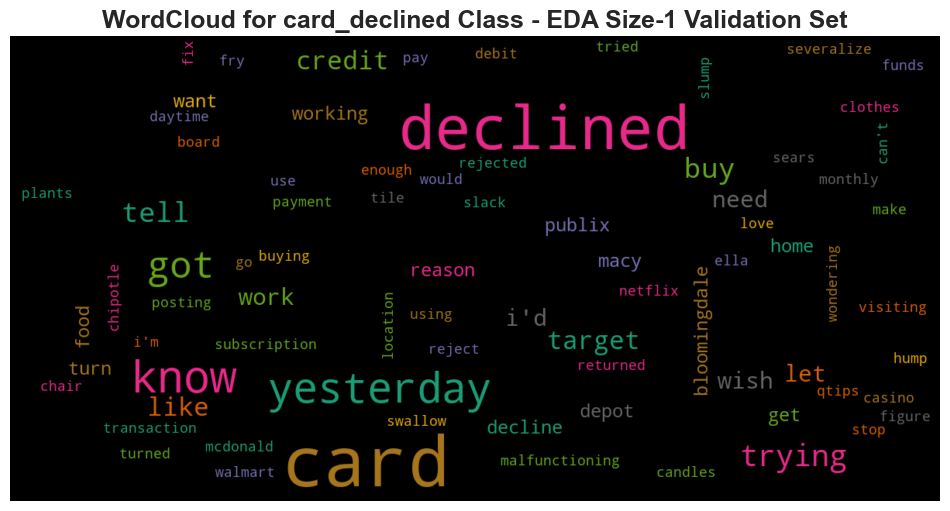 WordCloud for card_declined Class - EDA Size-1 Validation Set
fix
fry
credit
pay
debit
tried
severalize
funds
slump
want
daytime
working
declined
clothes
board
can't
rejected
enough
would
buy
sears
monthly
plants
use
payment
tile
slack
need
make
tell
publix
love
home
got
go
buying
reason
macy
ella
wondering
chipotle
posting
work
netflix
bloomingdale
visiting
food
i'm
subscription
location
using
reject
i'd
target
returned
hump
turn
chair
know
yesterday
wish
let
qtips
casino
like
swallow
depot
get
figure
transaction
decline
stop
turned
mcdonald
walmart
card
malfunctioning
candles
trying